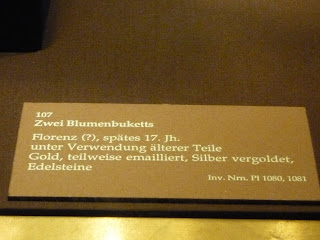 107
Zwei Blumenbuketts
Florenz (?), spätes 17. Jh.
unter Verwendung älterer Teile
Gold, teilweise emailliert, Silber vergoldet,
Edelsteine
Inv. Nrn. Pl 1080, 1081